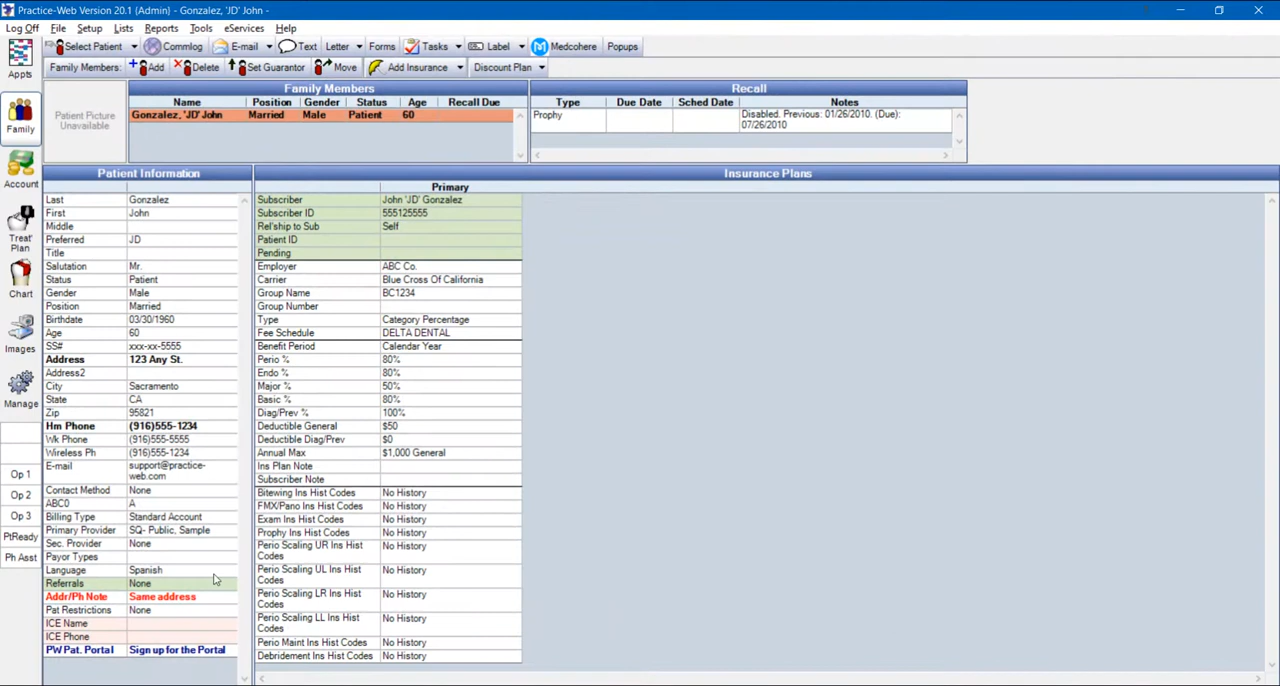 Practice-Web Version 20.1 {Admin} - Gonzalez, 'JD' John -
Log Off File Setup Lists Reports Tools eServices Help
Select Patient Commlog E-mail Text Letter Forms Tasks Label Medcohere Popups
Family Members: Add Delete Set Guarantor Move Add Insurance Discount Plan
Appts
Family
Account
Treat' Plan
Chart
Images
Manage
Op 1
Op 2
Op 3
PtReady
Ph Asst
Patient Picture
Unavailable
Family Members
Name Position Gender Status Age Recall Due
Gonzalez, 'JD' John Married Male Patient 60
Recall
Type Due Date Sched Date Notes
Prophy Disabled. Previous: 01/26/2010. (Due):
07/26/2010
Patient Information
Last Gonzalez
First John
Middle
Preferred JD
Title
Salutation Mr.
Status Patient
Gender Male
Position Married
Birthdate 03/30/1960
Age 60
SS# xxx-xx-5555
Address 123 Any St.
Address2
City Sacramento
State CA
Zip 95821
Hm Phone (916)555-1234
Wk Phone (916)555-5555
Wireless Ph (916)555-1234
E-mail support@practice-
web.com
Contact Method None
ABC0 A
Billing Type Standard Account
Primary Provider SQ- Public, Sample
Sec. Provider None
Payor Types
Language Spanish
Referrals None
Addr/Ph Note Same address
Pat Restrictions None
ICE Name
ICE Phone
PW Pat. Portal Sign up for the Portal
Insurance Plans
Primary
Subscriber John 'JD' Gonzalez
Subscriber ID 555125555
Rel'ship to Sub Self
Patient ID
Pending
Employer ABC Co.
Carrier Blue Cross Of California
Group Name BC1234
Group Number
Type Category Percentage
Fee Schedule DELTA DENTAL
Benefit Period Calendar Year
Perio % 80%
Endo % 80%
Major % 50%
Basic % 80%
Diag/Prev % 100%
Deductible General $50
Deductible Diag/Prev $0
Annual Max $1,000 General
Ins Plan Note
Subscriber Note
Bitewing Ins Hist Codes No History
FMX/Pano Ins Hist Codes No History
Exam Ins Hist Codes No History
Prophy Ins Hist Codes No History
Perio Scaling UR Ins Hist No History
Codes
Perio Scaling UL Ins Hist No History
Codes
Perio Scaling LR Ins Hist No History
Codes
Perio Scaling LL Ins Hist No History
Codes
Perio Maint Ins Hist Codes No History
Debridement Ins Hist Codes No History